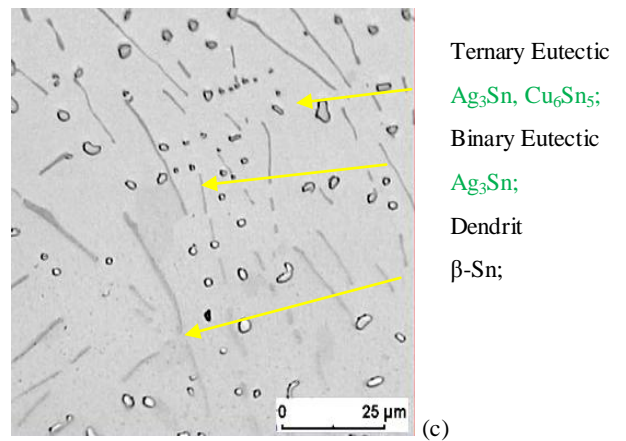 Ternary Eutectic
Ag₃Sn, Cu₆Sn₅;
Binary Eutectic
Ag₃Sn;
Dendrit
β-Sn;
0 25 µm
(c)